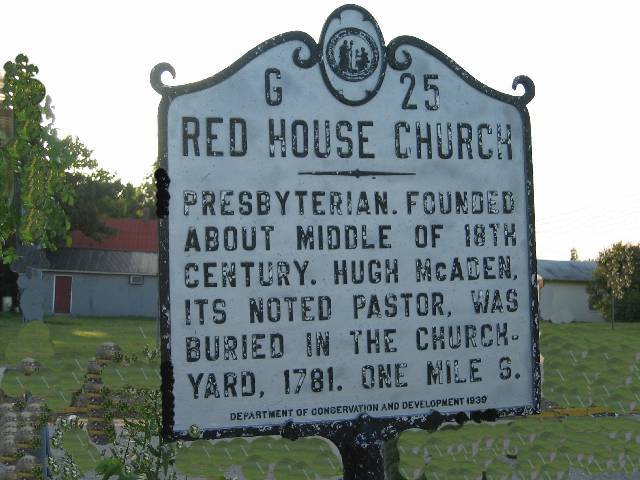 G 25
RED HOUSE CHURCH
PRESBYTERIAN. FOUNDED
ABOUT MIDDLE OF 18TH
CENTURY. HUGH McADEN,
ITS NOTED PASTOR, WAS
BURIED IN THE CHURCH-
YARD, 1781. ONE MILE S.
DEPARTMENT OF CONSERVATION AND DEVELOPMENT 1939